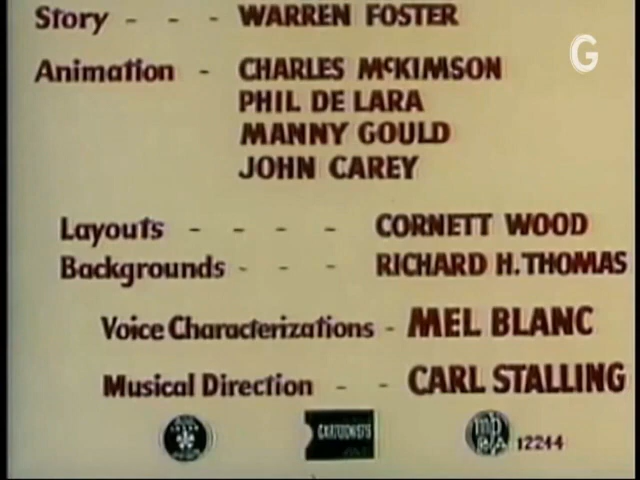 Story - - - WARREN FOSTER
G
Animation - CHARLES McKIMSON
PHIL DE LARA
MANNY GOULD
JOHN CAREY
Layouts - - - - CORNETT WOOD
Backgrounds - - - RICHARD H. THOMAS
Voice Characterizations - MEL BLANC
Musical Direction - - CARL STALLING
CARTOONISTS
12244